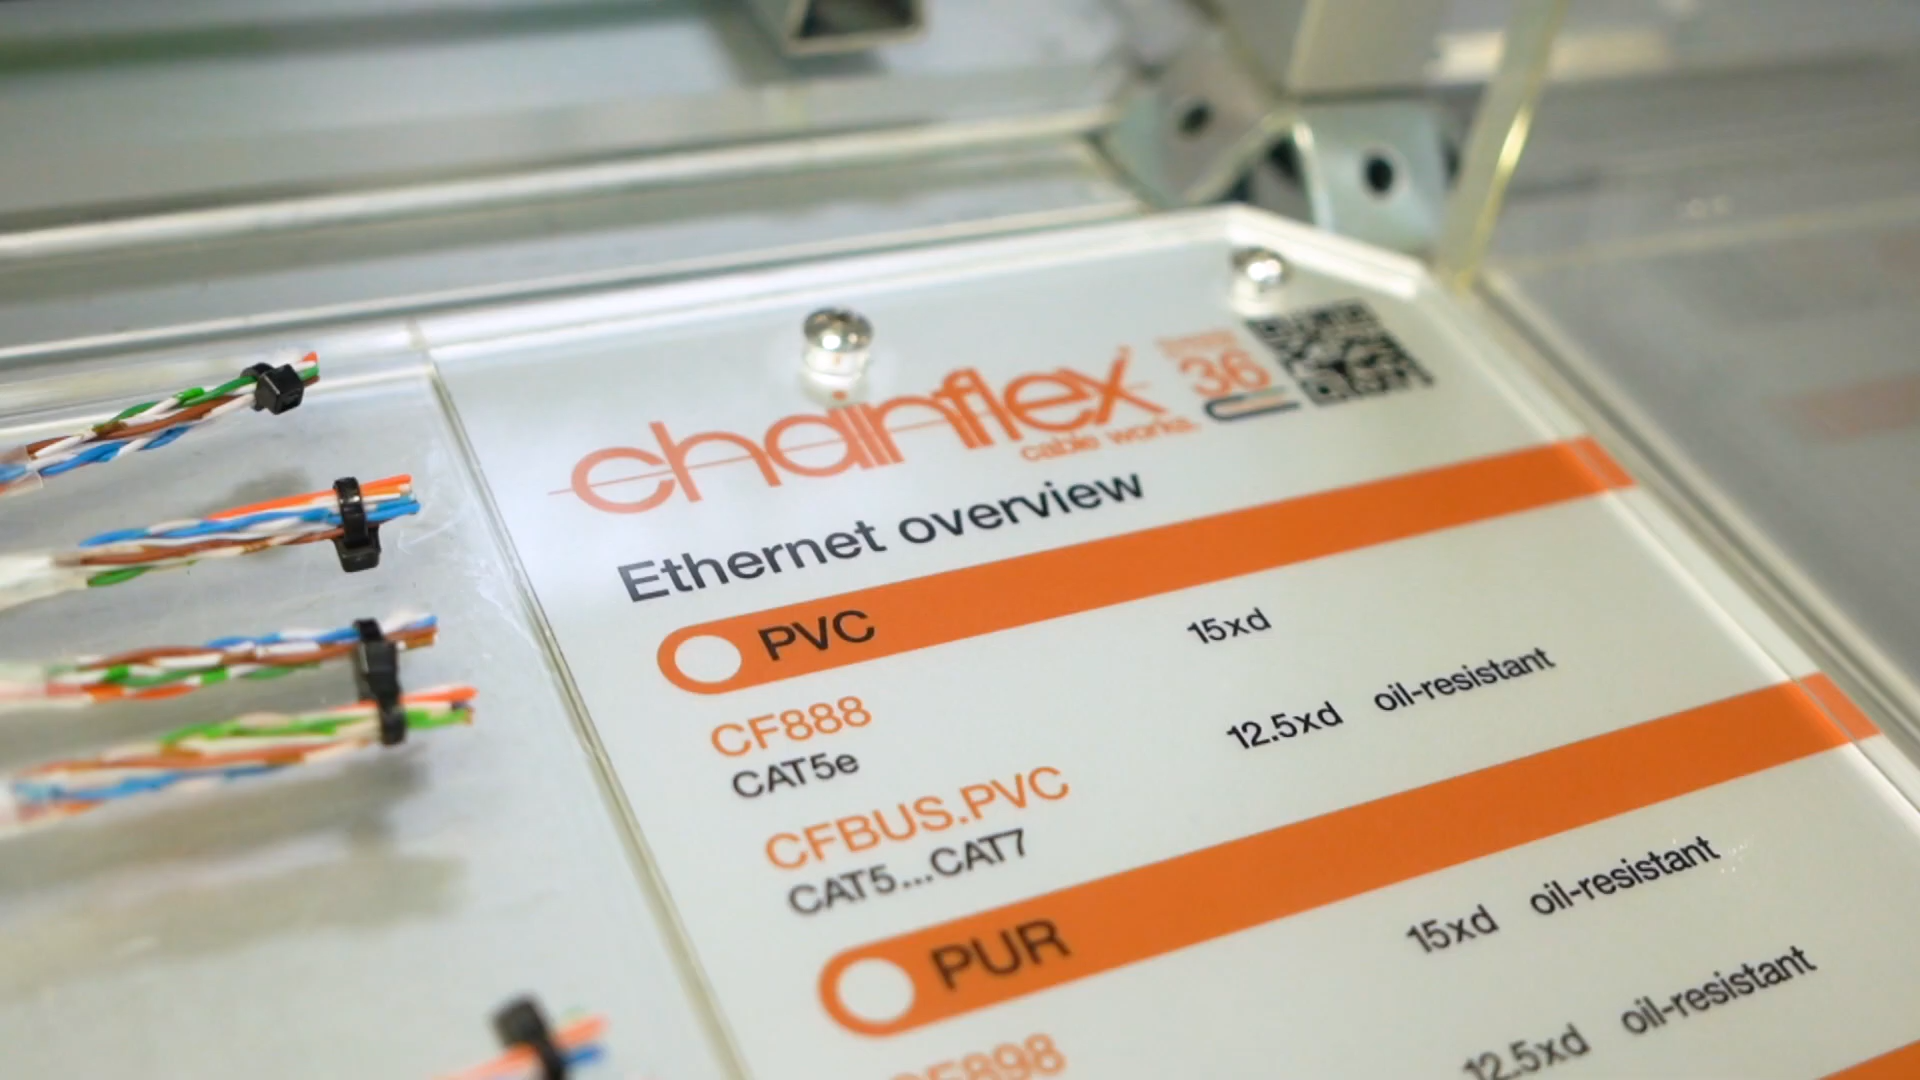 chainflex
cable works
36
Ethernet overview
PVC
CF888 15xd
CAT5e
CFBUS.PVC 12.5xd oil-resistant
CAT5...CAT7
PUR
CF898 15xd oil-resistant
12.5xd oil-resistant